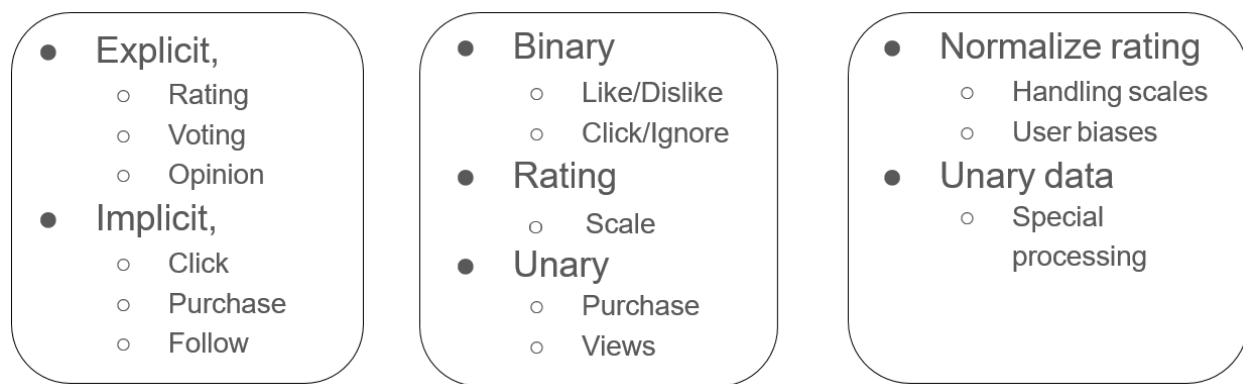 Explicit,
Rating
Voting
Opinion
Implicit,
Click
Purchase
Follow
Binary
Like/Dislike
Click/Ignore
Rating
Scale
Unary
Purchase
Views
Normalize rating
Handling scales
User biases
Unary data
Special
processing